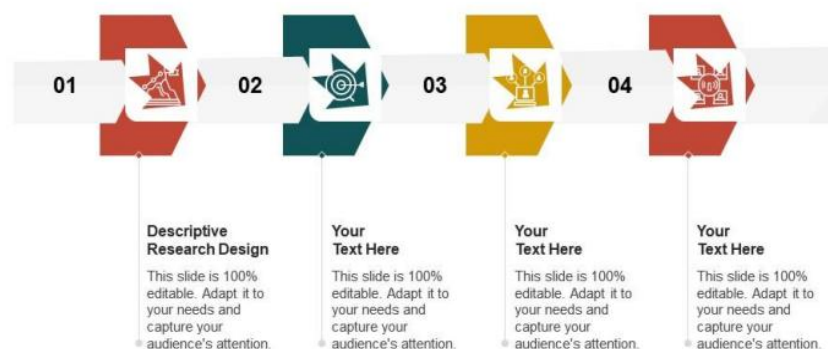 01
02
03
04
Descriptive
Research Design
This slide is 100%
editable. Adapt it to
your needs and
capture your
audience's attention.
Your
Text Here
This slide is 100%
editable. Adapt it to
your needs and
capture your
audience's attention.
Your
Text Here
This slide is 100%
editable. Adapt it to
your needs and
capture your
audience's attention.
Your
Text Here
This slide is 100%
editable. Adapt it to
your needs and
capture your
audience's attention.